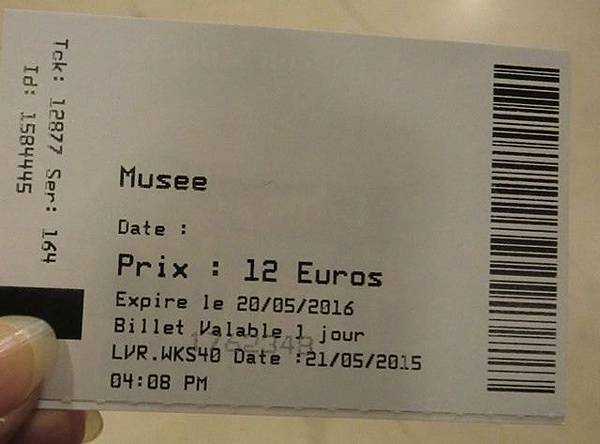 Tck: 12877 Ser: 164
Id: 1584445
Musee
Date :
Prix : 12 Euros
Expire le 20/05/2016
Billet Valable 1 jour
LVR.WKS40 Date :21/05/2015
04:08 PM